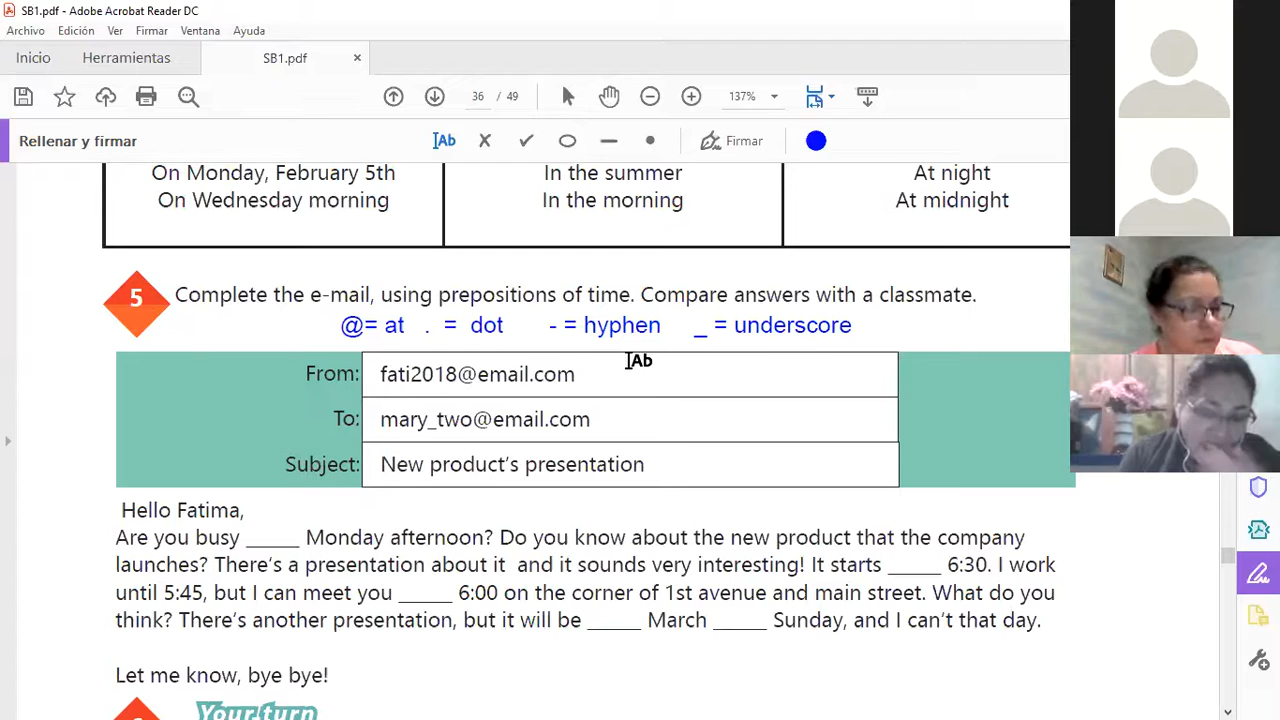 SB1.pdf - Adobe Acrobat Reader DC
Archivo Edición Ver Firmar Ventana Ayuda
Inicio Herramientas SB1.pdf ×
36 / 49 137%
Rellenar y firmar Ab Firmar
On Monday, February 5th In the summer At night
On Wednesday morning In the morning At midnight
5 Complete the e-mail, using prepositions of time. Compare answers with a classmate.
@= at . = dot - = hyphen _ = underscore
Ab
From: fati2018@email.com
To: mary_two@email.com
Subject: New product's presentation
Hello Fatima,
Are you busy _____ Monday afternoon? Do you know about the new product that the company
launches? There's a presentation about it and it sounds very interesting! It starts _____ 6:30. I work
until 5:45, but I can meet you _____ 6:00 on the corner of 1st avenue and main street. What do you
think? There's another presentation, but it will be _____ March _____ Sunday, and I can't that day.
Let me know, bye bye!
Your turn